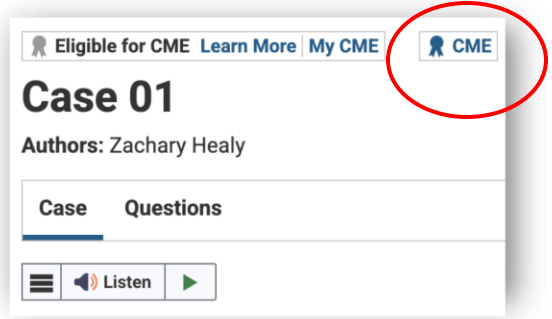 Eligible for CME Learn More My CME CME
Case 01
Authors: Zachary Healy
Case Questions
Listen